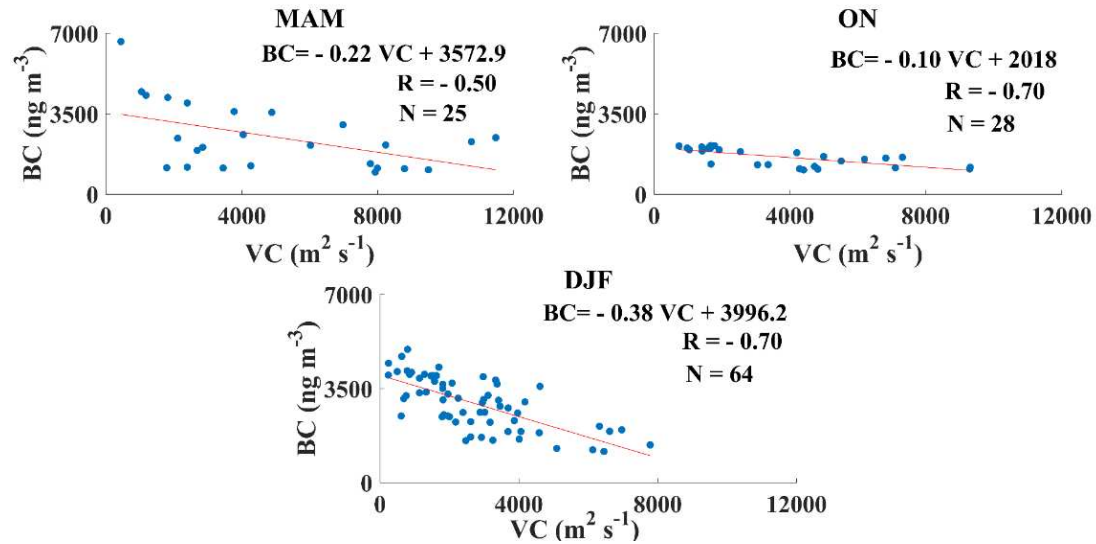 MAM
BC= - 0.22 VC + 3572.9
R = - 0.50
N = 25
7000
3500
0
BC (ng m⁻³)
0 4000 8000 12000
VC (m² s⁻¹)
ON
BC= - 0.10 VC + 2018
R = - 0.70
N = 28
7000
3500
0
BC (ng m⁻³)
0 4000 8000 12000
VC (m² s⁻¹)
DJF
BC= - 0.38 VC + 3996.2
R = - 0.70
N = 64
7000
3500
0
BC (ng m⁻³)
0 4000 8000 12000
VC (m² s⁻¹)